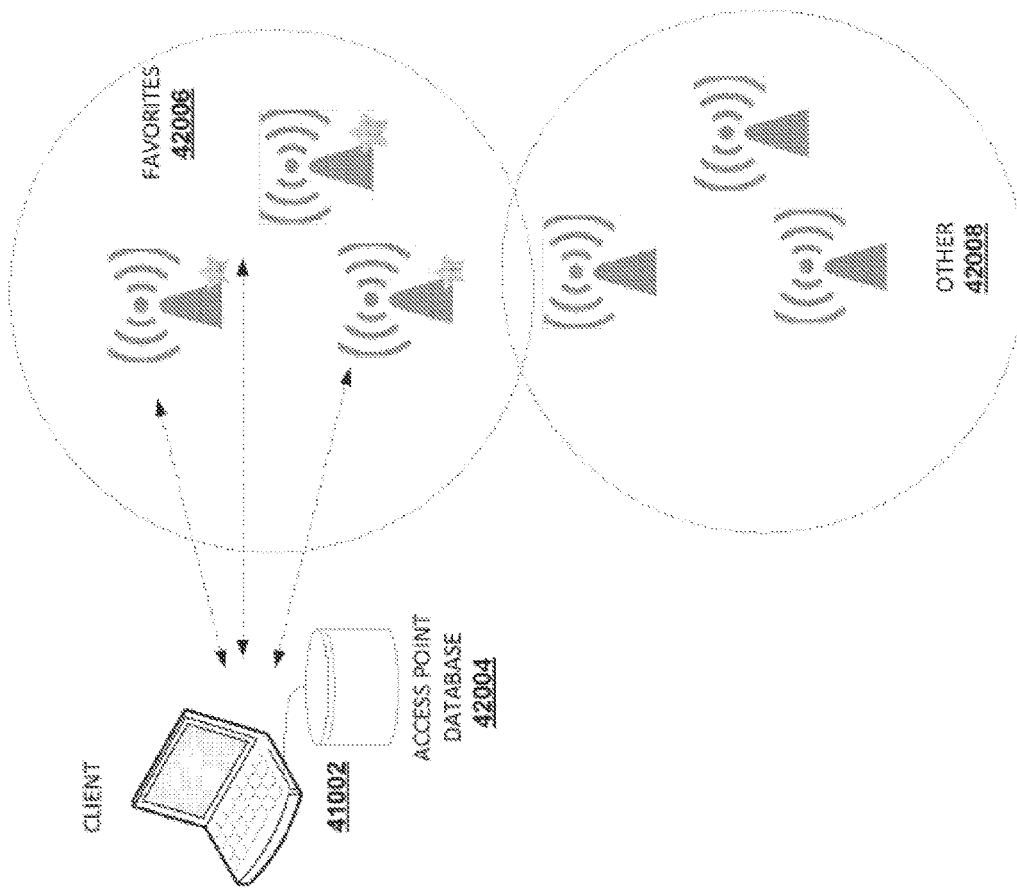 CLIENT
41002
ACCESS POINT
DATABASE
42004
FAVORITES
42006
OTHER
42008